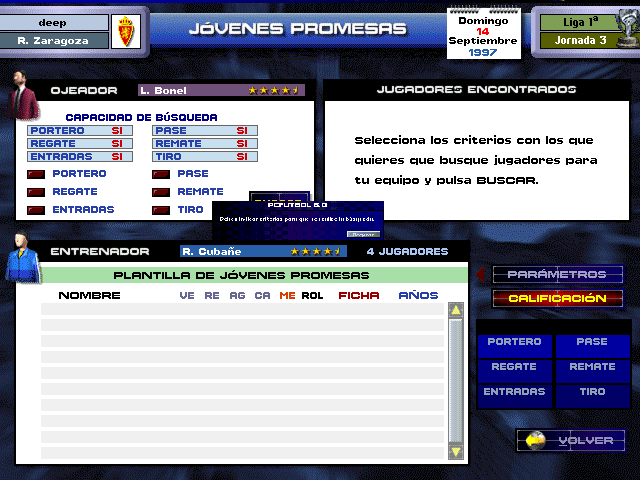 deep
R. Zaragoza
JÓVENES PROMESAS
Domingo
14
Septiembre
1997
Liga 1ª
Jornada 3
OJEADOR
L. Bonel
CAPACIDAD DE BÚSQUEDA
PORTERO SI
PASE SI
REGATE SI
REMATE SI
ENTRADAS SI
TIRO SI
PORTERO
PASE
REGATE
REMATE
ENTRADAS
TIRO
JUGADORES ENCONTRADOS
Selecciona los criterios con los que
quieres que busque jugadores para
tu equipo y pulsa BUSCAR.
PCFUTBOL 6.0
ENTRENADOR
R. Cubañe
4 JUGADORES
PLANTILLA DE JÓVENES PROMESAS
NOMBRE VE RE AG CA ME ROL FICHA AÑOS
PARÁMETROS
CALIFICACIÓN
PORTERO PASE
REGATE REMATE
ENTRADAS TIRO
VOLVER